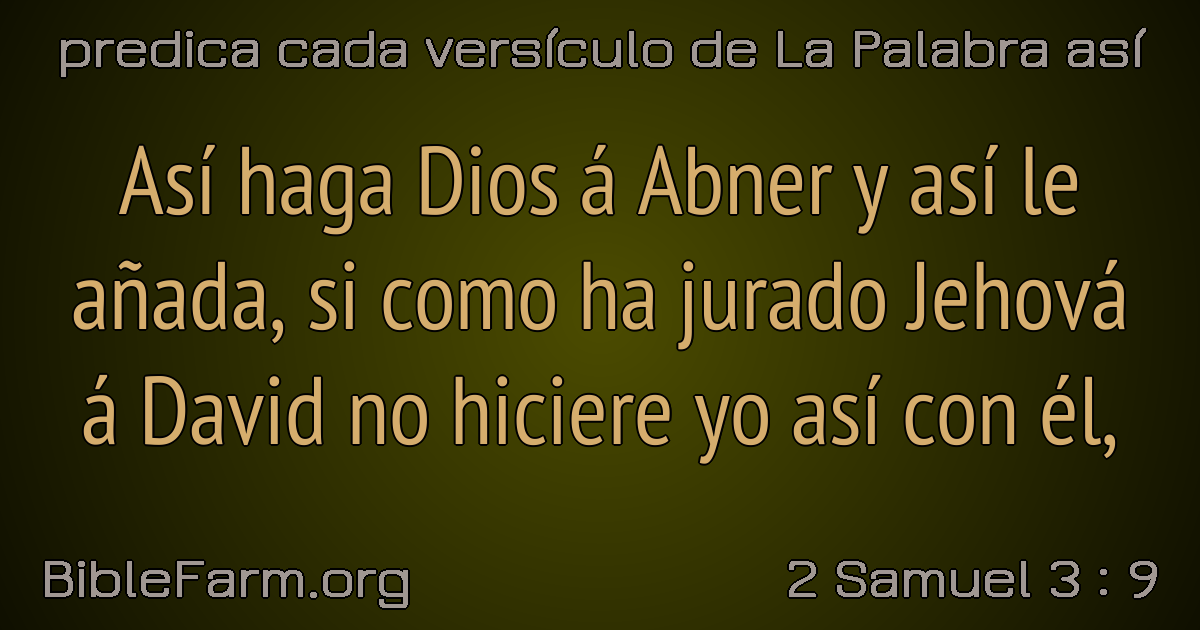 predica cada versículo de La Palabra así
Así haga Dios á Abner y así le
añada, si como ha jurado Jehová
á David no hiciere yo así con él,
BibleFarm.org
2 Samuel 3 : 9